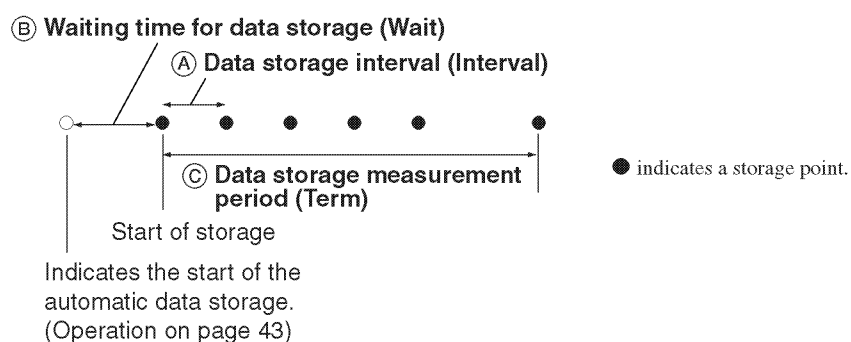 Ⓑ Waiting time for data storage (Wait)
Ⓐ Data storage interval (Interval)
Ⓒ Data storage measurement
period (Term)
● indicates a storage point.
Start of storage
Indicates the start of the
automatic data storage.
(Operation on page 43)